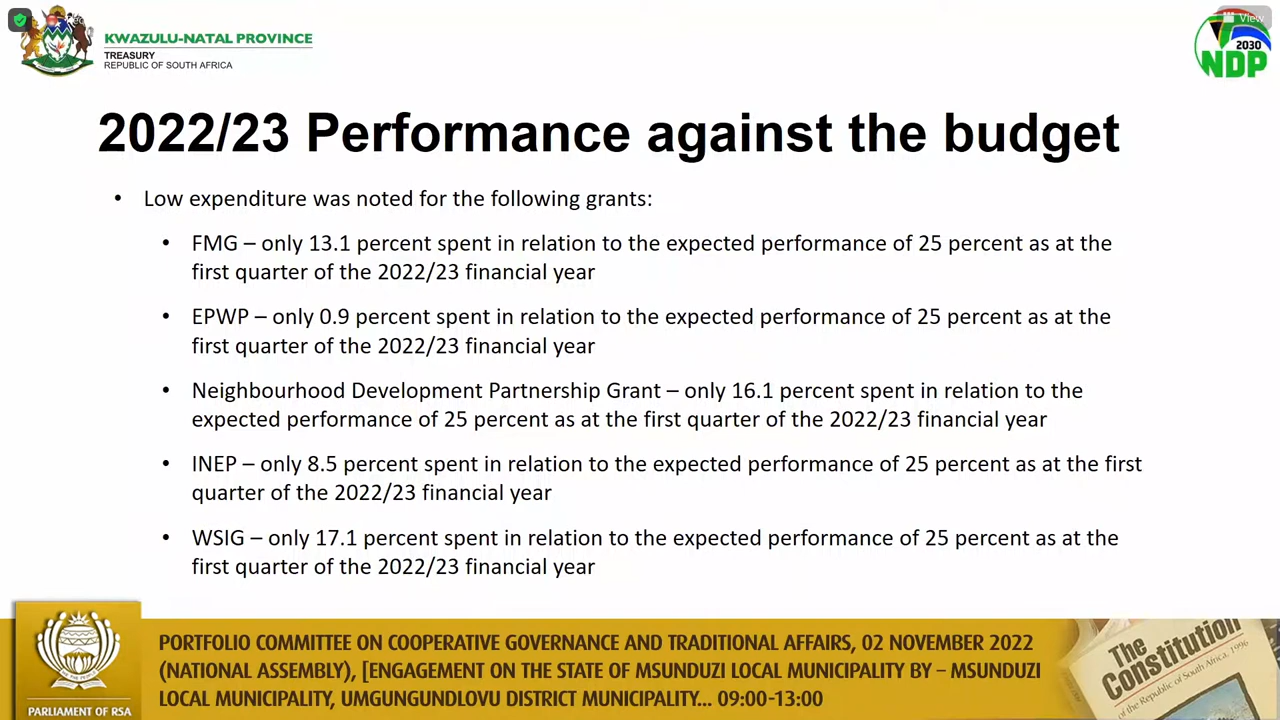 KWAZULU-NATAL PROVINCE
TREASURY
REPUBLIC OF SOUTH AFRICA
View
2030
NDP
2022/23 Performance against the budget
• Low expenditure was noted for the following grants:
• FMG – only 13.1 percent spent in relation to the expected performance of 25 percent as at the
first quarter of the 2022/23 financial year
• EPWP – only 0.9 percent spent in relation to the expected performance of 25 percent as at the
first quarter of the 2022/23 financial year
• Neighbourhood Development Partnership Grant – only 16.1 percent spent in relation to the
expected performance of 25 percent as at the first quarter of the 2022/23 financial year
• INEP – only 8.5 percent spent in relation to the expected performance of 25 percent as at the first
quarter of the 2022/23 financial year
• WSIG – only 17.1 percent spent in relation to the expected performance of 25 percent as at the
first quarter of the 2022/23 financial year
PORTFOLIO COMMITTEE ON COOPERATIVE GOVERNANCE AND TRADITIONAL AFFAIRS, 02 NOVEMBER 2022
(NATIONAL ASSEMBLY), [ENGAGEMENT ON THE STATE OF MSUNDUZI LOCAL MUNICIPALITY BY – MSUNDUZI
LOCAL MUNICIPALITY, UMGUNGUNDLOVU DISTRICT MUNICIPALITY... 09:00-13:00
PARLIAMENT OF RSA
The
Constitution
of the Republic of South Africa, 1996